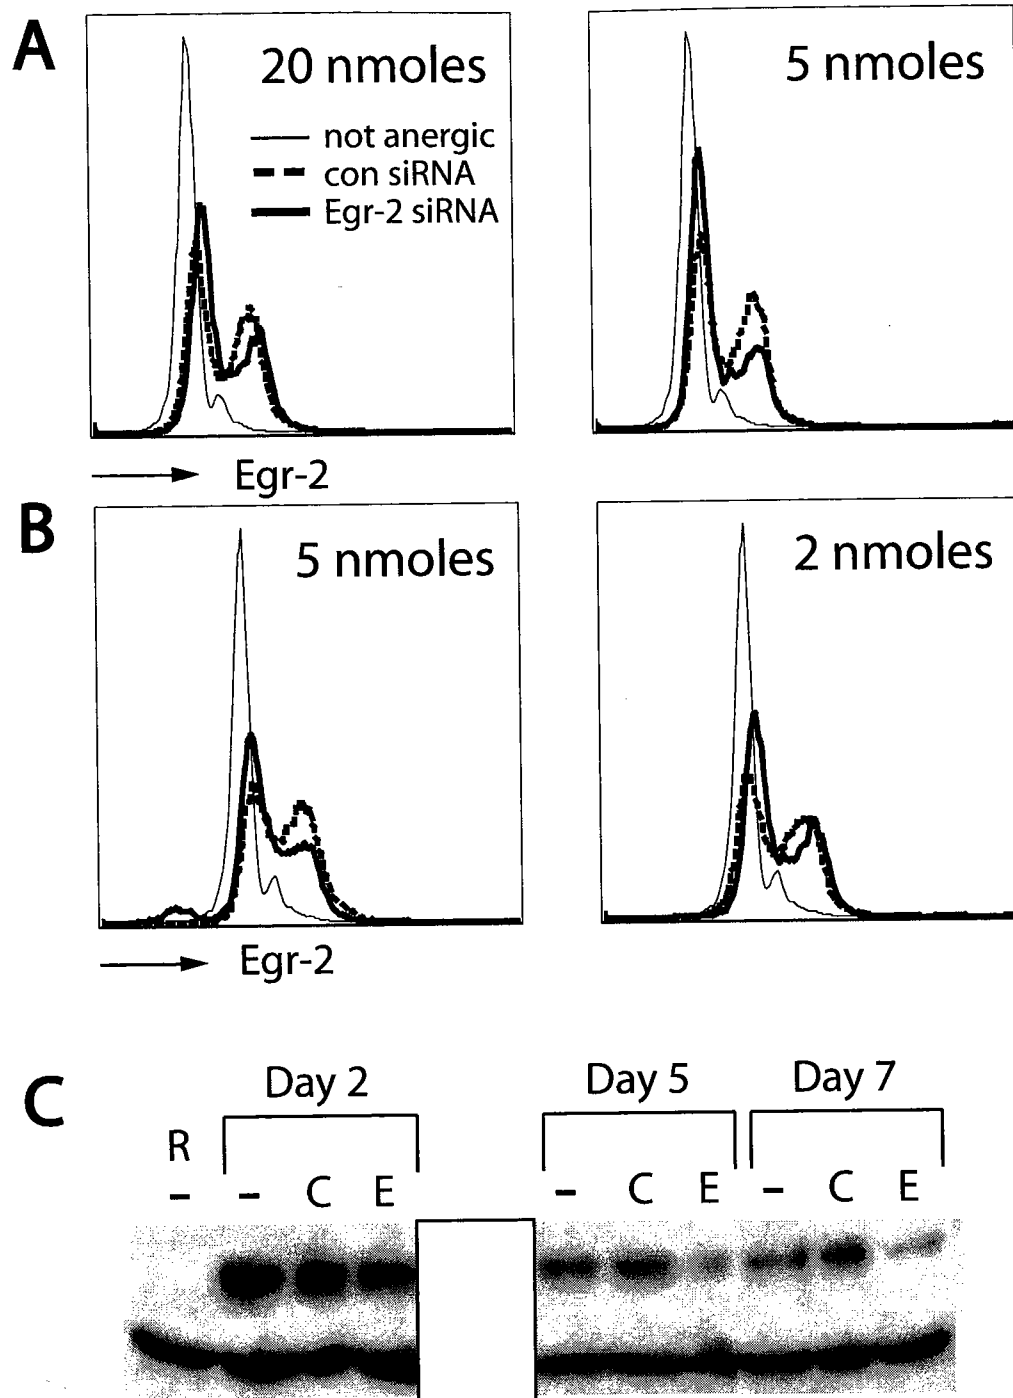 A
20 nmoles
not anergic
con siRNA
Egr-2 siRNA
5 nmoles
Egr-2
B
5 nmoles
2 nmoles
Egr-2
C
Day 2
Day 5
Day 7
R
– – C E – C E – C E